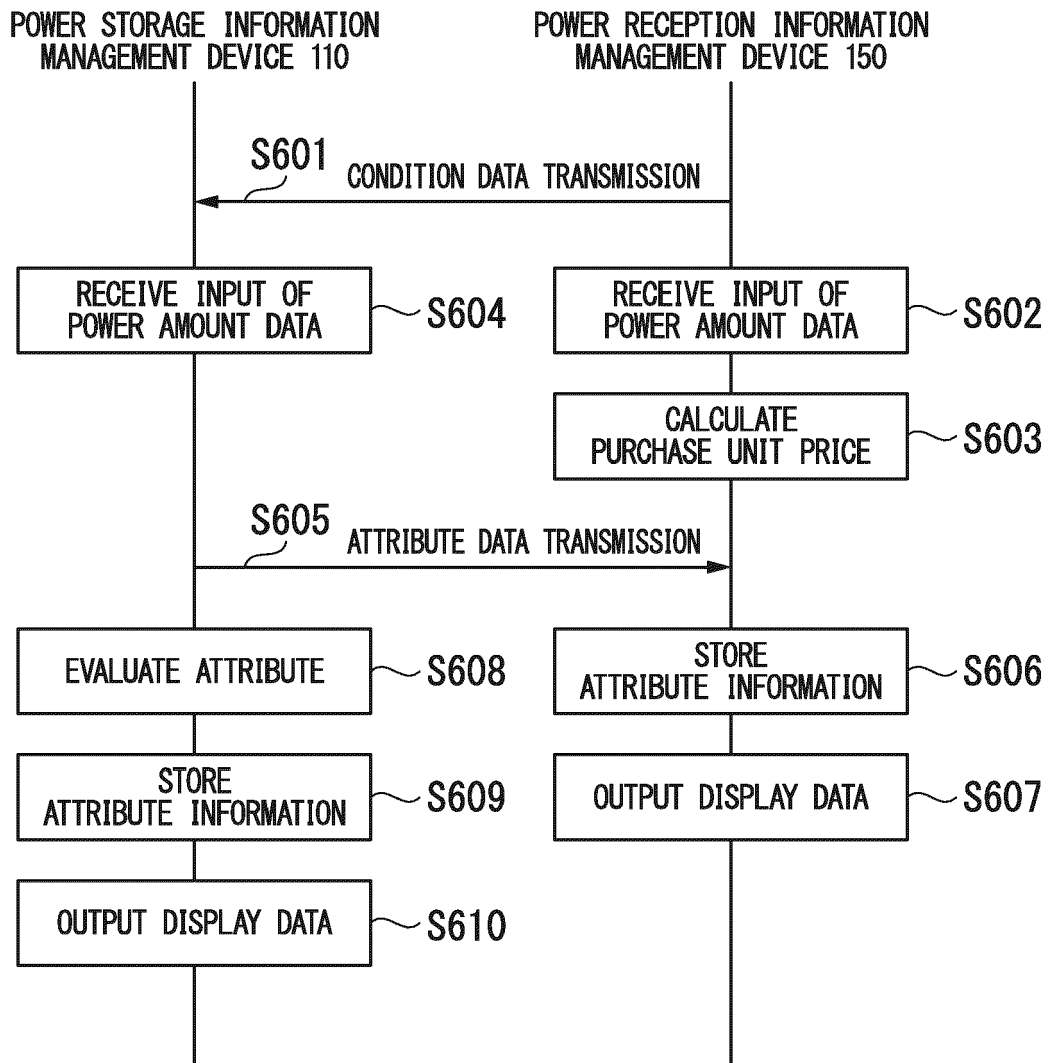 POWER STORAGE INFORMATION
MANAGEMENT DEVICE 110
POWER RECEPTION INFORMATION
MANAGEMENT DEVICE 150
S601
CONDITION DATA TRANSMISSION
RECEIVE INPUT OF
POWER AMOUNT DATA
S604
RECEIVE INPUT OF
POWER AMOUNT DATA
S602
CALCULATE
PURCHASE UNIT PRICE
S603
S605
ATTRIBUTE DATA TRANSMISSION
EVALUATE ATTRIBUTE
S608
STORE
ATTRIBUTE INFORMATION
S606
STORE
ATTRIBUTE INFORMATION
S609
OUTPUT DISPLAY DATA
S607
OUTPUT DISPLAY DATA
S610